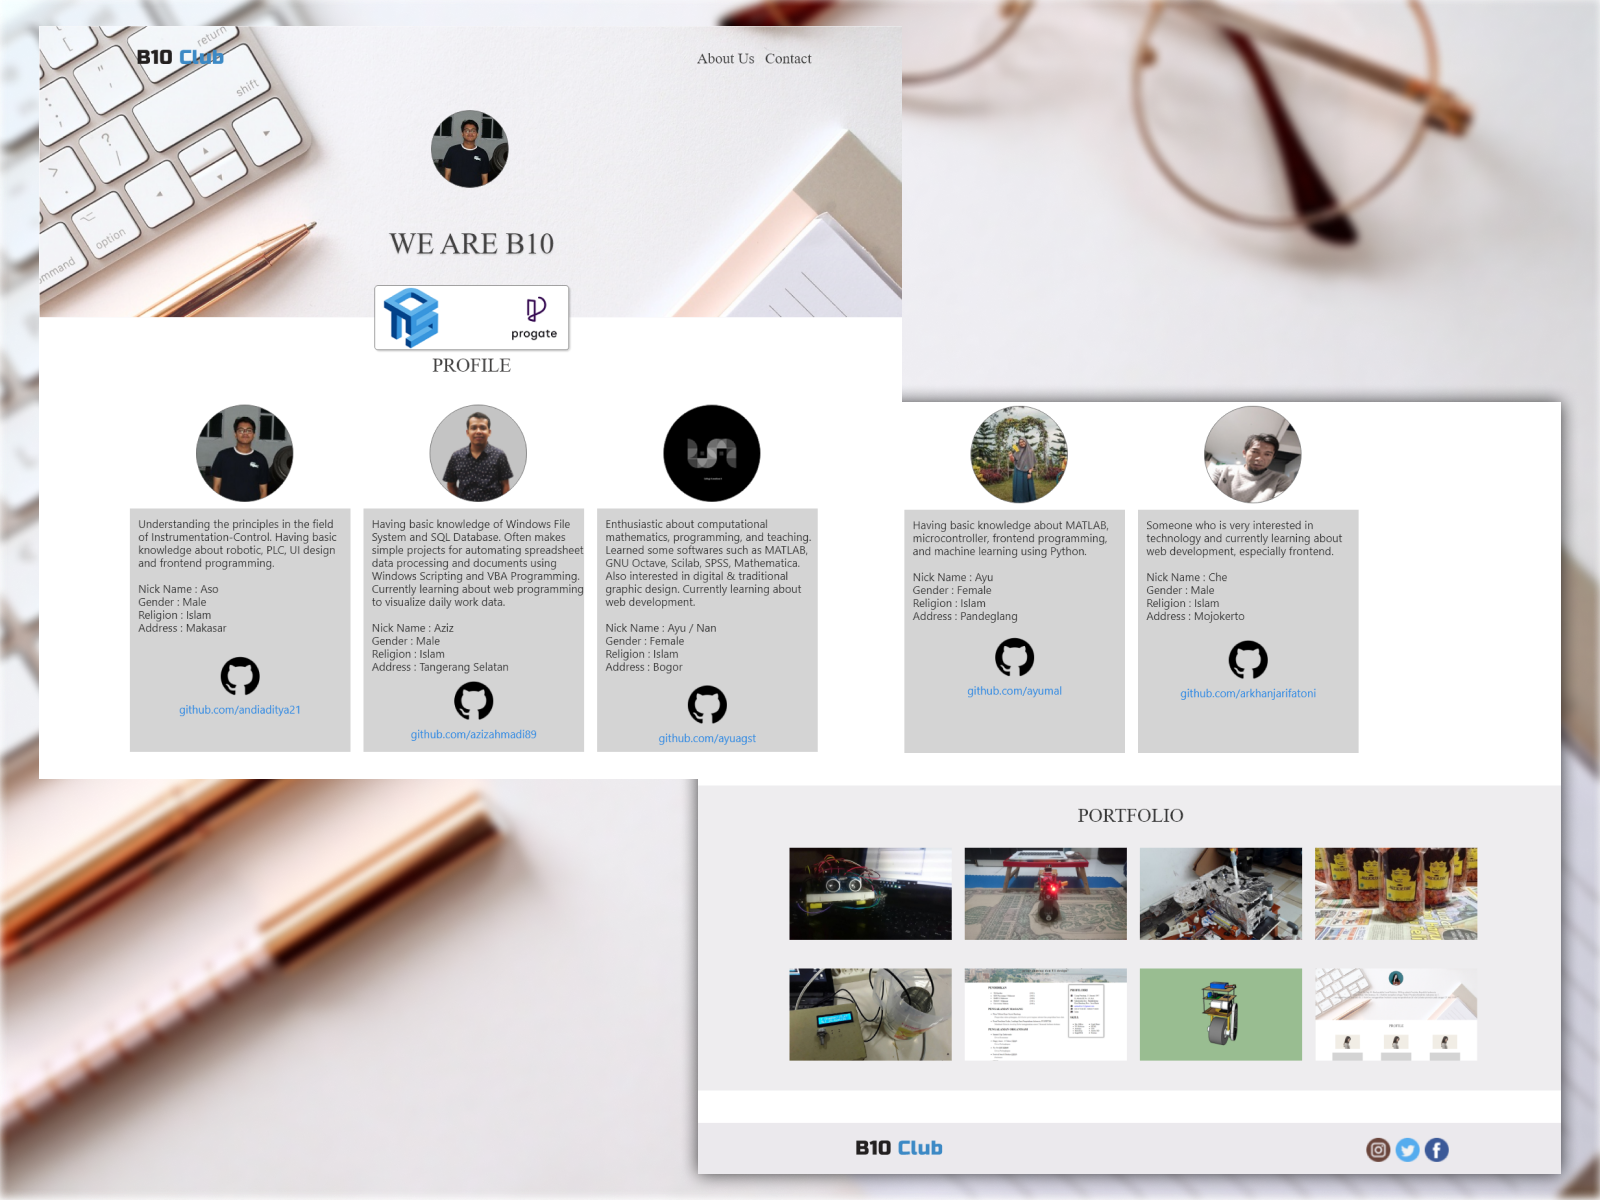 B10 Club
About Us Contact
return
shift
option
command
WE ARE B10
progate
PROFILE
Understanding the principles in the field
of Instrumentation-Control. Having basic
knowledge about robotic, PLC, UI design
and frontend programming.
Nick Name : Aso
Gender : Male
Religion : Islam
Address : Makasar
github.com/andiaditya21
Having basic knowledge of Windows File
System and SQL Database. Often makes
simple projects for automating spreadsheet
data processing and documents using
Windows Scripting and VBA Programming.
Currently learning about web programming
to visualize daily work data.
Nick Name : Aziz
Gender : Male
Religion : Islam
Address : Tangerang Selatan
github.com/azizahmadi89
Enthusiastic about computational
mathematics, programming, and teaching.
Learned some softwares such as MATLAB,
GNU Octave, Scilab, SPSS, Mathematica.
Also interested in digital & traditional
graphic design. Currently learning about
web development.
Nick Name : Ayu / Nan
Gender : Female
Religion : Islam
Address : Bogor
github.com/ayuagst
Having basic knowledge about MATLAB,
microcontroller, frontend programming,
and machine learning using Python.
Nick Name : Ayu
Gender : Female
Religion : Islam
Address : Pandeglang
github.com/ayumal
Someone who is very interested in
technology and currently learning about
web development, especially frontend.
Nick Name : Che
Gender : Male
Religion : Islam
Address : Mojokerto
github.com/arkhanjarifatoni
PORTFOLIO
PROFILE
B10 Club